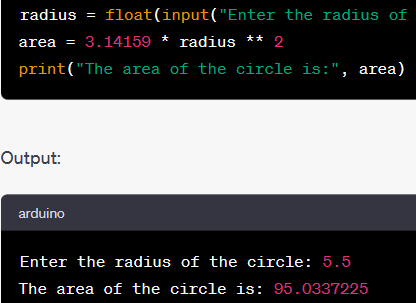 radius = float(input("Enter the radius of
area = 3.14159 * radius ** 2
print("The area of the circle is:", area)
Output:
arduino
Enter the radius of the circle: 5.5
The area of the circle is: 95.0337225